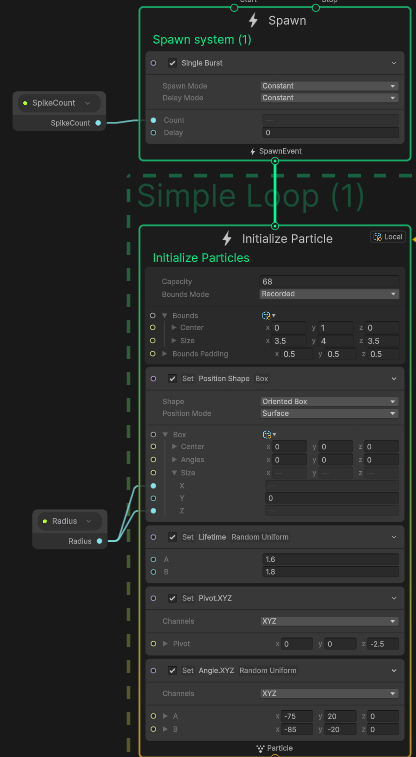 Start Stop
Spawn
Spawn system (1)
Single Burst
Spawn Mode Constant
Delay Mode Constant
SpikeCount
SpikeCount
Count
Delay 0
SpawnEvent
Simple Loop (1)
Initialize Particle Local
Initialize Particles
Capacity 68
Bounds Mode Recorded
Bounds
Center x 0 y 1 z 0
Size x 3.5 y 4 z 3.5
Bounds Padding x 0.5 y 0.5 z 0.5
Set Position Shape Box
Shape Oriented Box
Position Mode Surface
Box
Center x 0 y 0 z 0
Angles x 0 y 0 z 0
Size x y z
X
Y 0
Z
Radius
Radius
Set Lifetime Random Uniform
A 1.6
B 1.8
Set Pivot.XYZ
Channels XYZ
Pivot x 0 y 0 z -2.5
Set Angle.XYZ Random Uniform
Channels XYZ
A x -75 y 20 z 0
B x -85 y -20 z 0
Particle